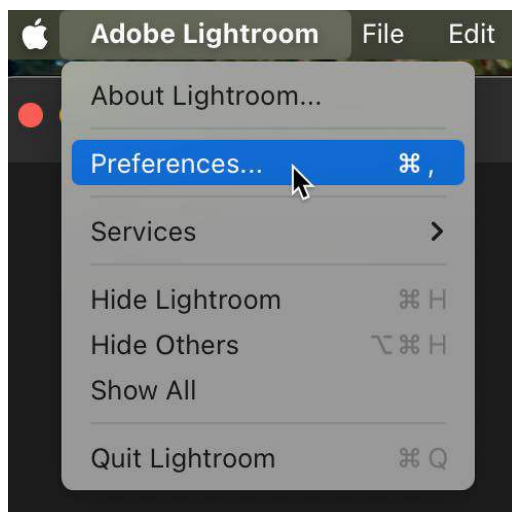 Adobe Lightroom File Edit
About Lightroom...
Preferences... ⌘ ,
Services
Hide Lightroom ⌘ H
Hide Others ⌥ ⌘ H
Show All
Quit Lightroom ⌘ Q